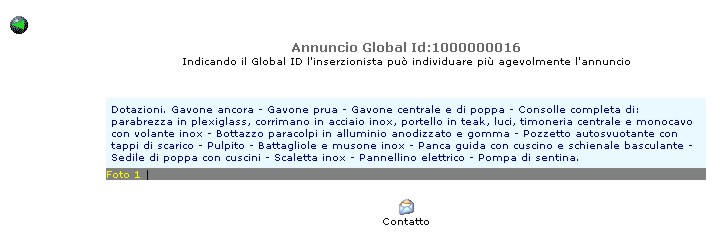 Annuncio Global Id:1000000016
Indicando il Global ID l'inserzionista può individuare più agevolmente l'annuncio
Dotazioni. Gavone ancora - Gavone prua - Gavone centrale e di poppa - Consolle completa di:
parabrezza in plexiglass, corrimano in acciaio inox, portello in teak, luci, timoneria centrale e monocavo
con volante inox - Bottazzo paracolpi in alluminio anodizzato e gomma - Pozzetto autosvuotante con
tappi di scarico - Pulpito - Battagliole e musone inox - Panca guida con cuscino e schienale basculante -
Sedile di poppa con cuscini - Scaletta inox - Pannellino elettrico - Pompa di sentina.
Foto 1 |
Contatto